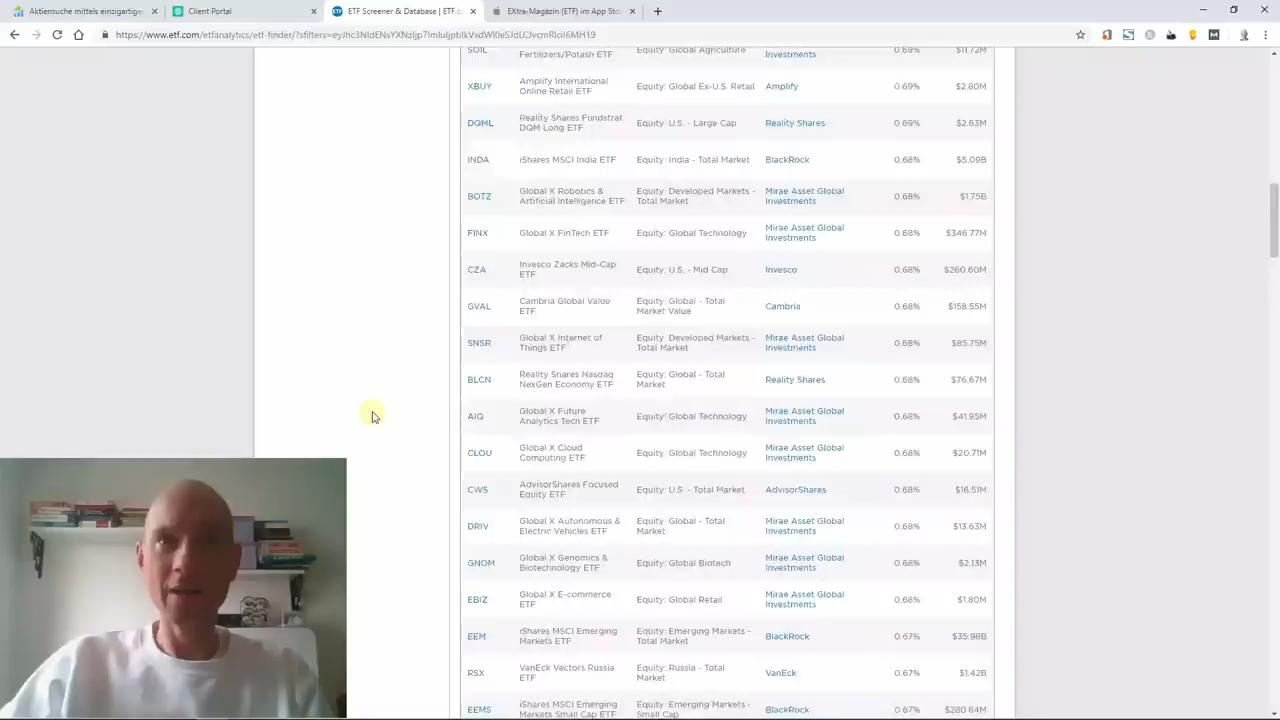 Aktiensuche mittels einzigartige
Client Portal
ETF Screener & Database | ETF.c
EXtra-Magazin (ETF) im App Sto
SOIL Fertilizers/Potash ETF Equity: Global Agriculture Investments 0.69% $11.72M
XBUY Amplify International Online Retail ETF Equity: Global Ex-U.S. Retail Amplify 0.69% $2.80M
DQML Reality Shares Fundstrat DQM Long ETF Equity: U.S. - Large Cap Reality Shares 0.69% $2.63M
INDA iShares MSCI India ETF Equity: India - Total Market BlackRock 0.68% $5.09B
BOTZ Global X Robotics & Artificial Intelligence ETF Equity: Developed Markets - Total Market Mirae Asset Global Investments 0.68% $1.75B
FINX Global X FinTech ETF Equity: Global Technology Mirae Asset Global Investments 0.68% $346.77M
CZA Invesco Zacks Mid-Cap ETF Equity: U.S. - Mid Cap Invesco 0.68% $260.60M
GVAL Cambria Global Value ETF Equity: Global - Total Market Value Cambria 0.68% $158.55M
SNSR Global X Internet of Things ETF Equity: Developed Markets - Total Market Mirae Asset Global Investments 0.68% $85.75M
BLCN Reality Shares Nasdaq NexGen Economy ETF Equity: Global - Total Market Reality Shares 0.68% $76.67M
AIQ Global X Future Analytics Tech ETF Equity: Global Technology Mirae Asset Global Investments 0.68% $41.95M
CLOU Global X Cloud Computing ETF Equity: Global Technology Mirae Asset Global Investments 0.68% $20.71M
CWS AdvisorShares Focused Equity ETF Equity: U.S. - Total Market AdvisorShares 0.68% $16.51M
DRIV Global X Autonomous & Electric Vehicles ETF Equity: Global - Total Market Mirae Asset Global Investments 0.68% $13.63M
GNOM Global X Genomics & Biotechnology ETF Equity: Global Biotech Mirae Asset Global Investments 0.68% $2.13M
EBIZ Global X E-commerce ETF Equity: Global Retail Mirae Asset Global Investments 0.68% $1.80M
EEM iShares MSCI Emerging Markets ETF Equity: Emerging Markets - Total Market BlackRock 0.67% $35.98B
RSX VanEck Vectors Russia ETF Equity: Russia - Total Market VanEck 0.67% $1.42B
EEMS iShares MSCI Emerging Markets Small Cap ETF Equity: Emerging Markets - Small Cap BlackRock 0.67% $280.64M